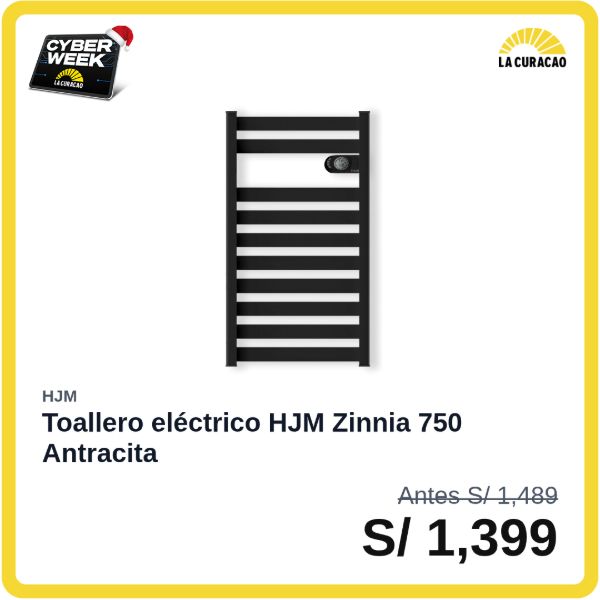 CYBER
WEEK
LA CURACAO
LA CURACAO
HJM
Toallero eléctrico HJM Zinnia 750
Antracita
Antes S/ 1,489
S/ 1,399